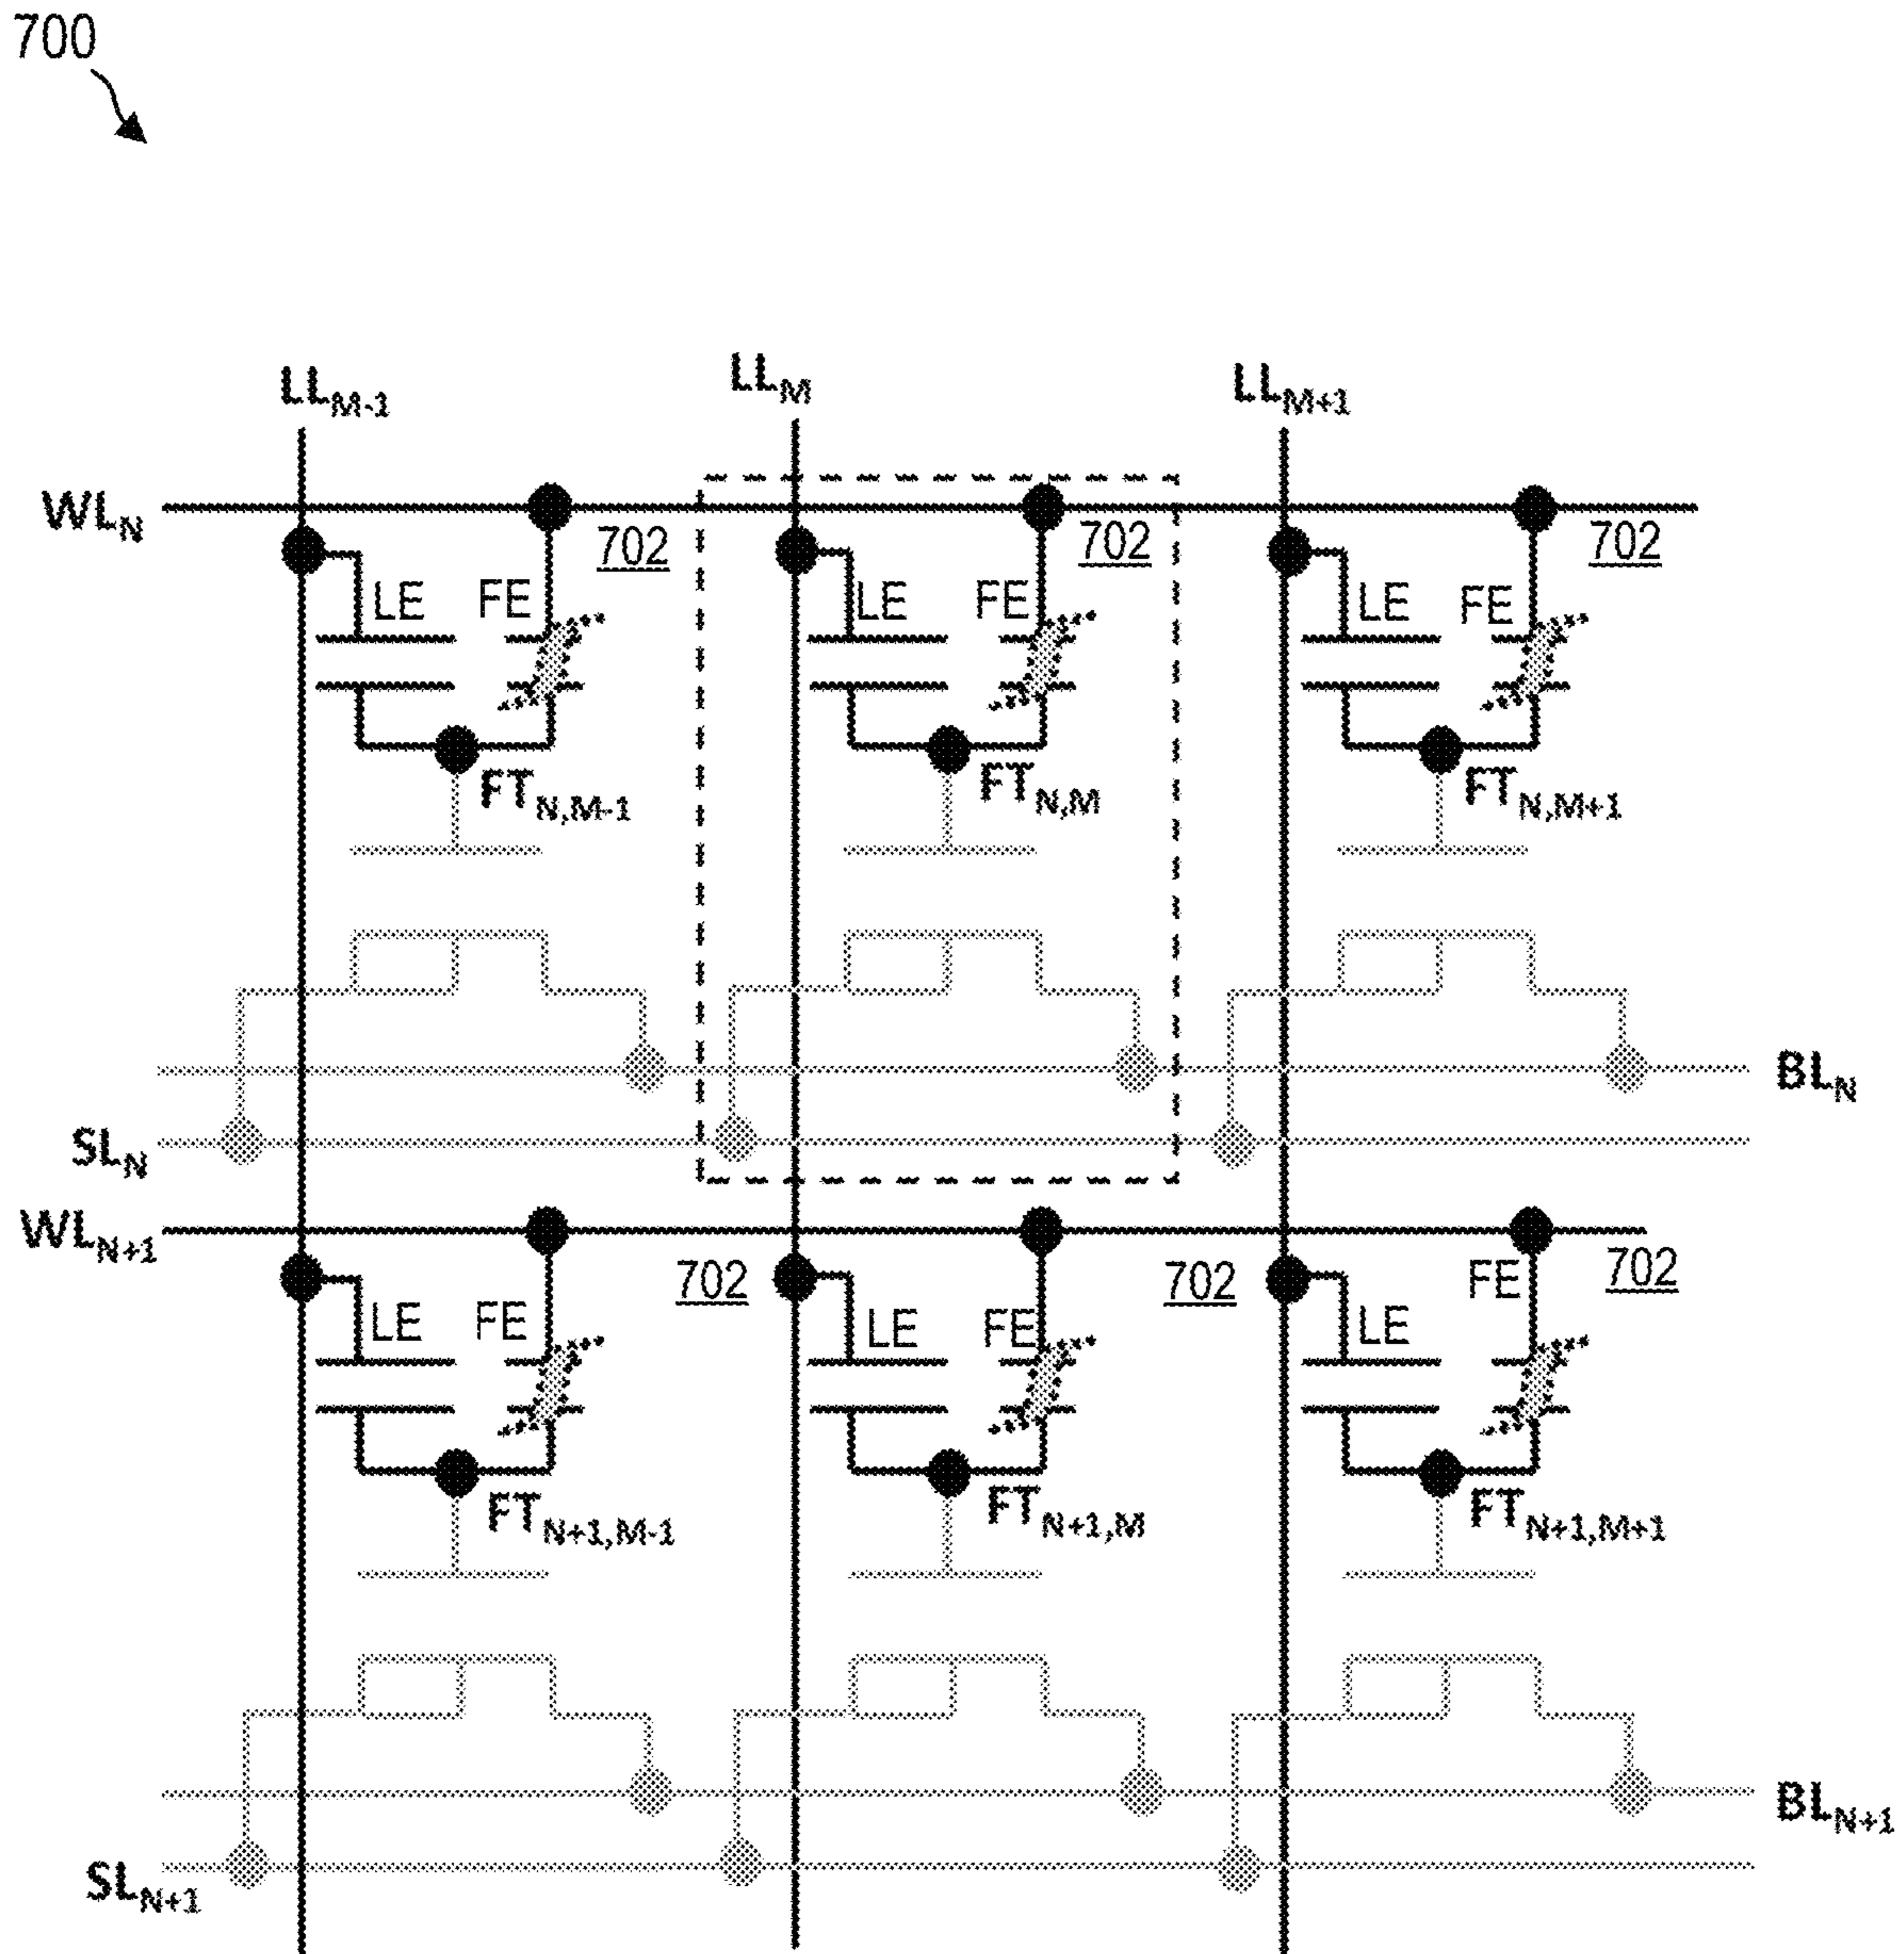 700
LL_M-1 LL_M LL_M+1
WL_N
702 702 702
LE FE LE FE LE FE
FT_N,M-1 FT_N,M FT_N,M+1
BL_N
SL_N
WL_N+1
702 702 FE 702
LE FE LE FE LE
FT_N+1,M-1 FT_N+1,M FT_N+1,M+1
BL_N+1
SL_N+1